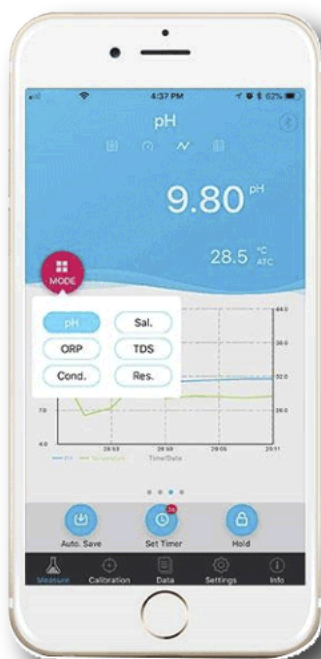 4:37 PM 62%
pH
9.80 pH
28.5 °C
ATC
MODE
pH Sal.
ORP TDS
Cond. Res.
Time/Date
Auto. Save Set Timer Hold
Measure Calibration Data Settings Info